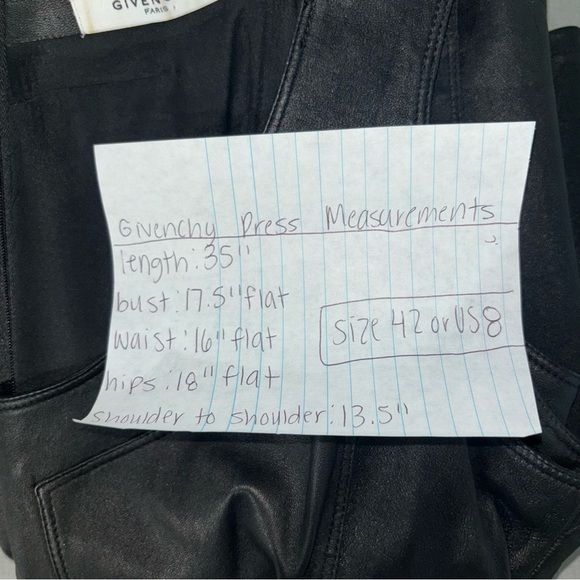 GIVENCHY
PARIS
Givenchy Dress Measurements
length: 35"
bust: 17.5" flat
waist: 16" flat
size 42 or US 8
hips: 18" flat
shoulder to shoulder: 13.5"